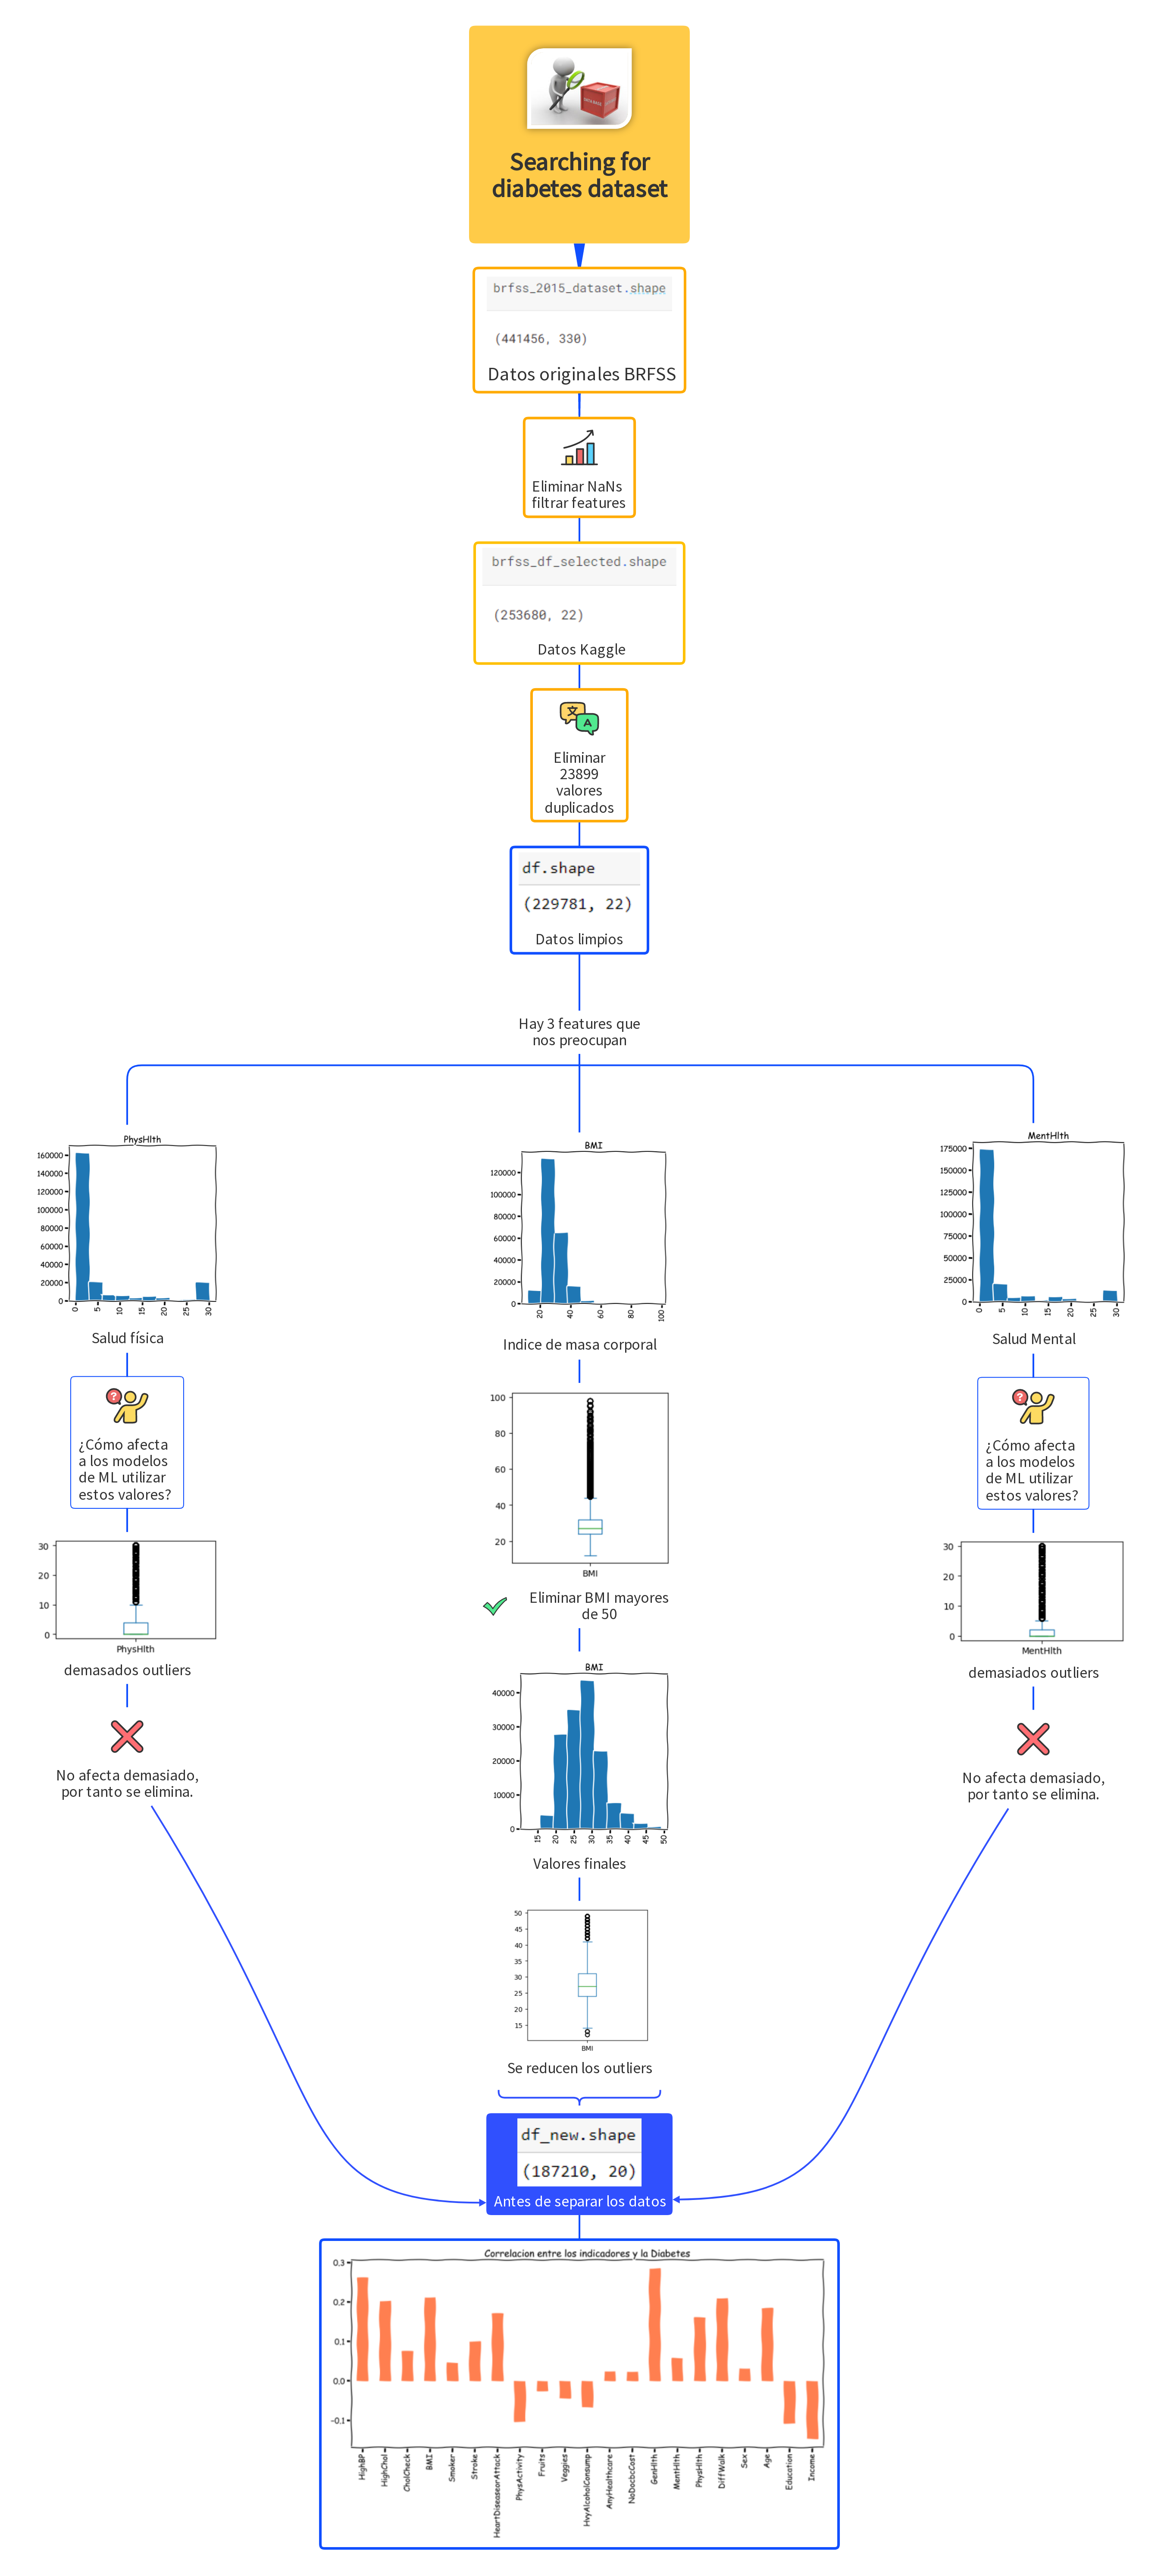 Searching for
diabetes dataset
brfss_2015_dataset.shape
(441456, 330)
Datos originales BRFSS
Eliminar NaNs
filtrar features
brfss_df_selected.shape
(253680, 22)
Datos Kaggle
Eliminar
23899
valores
duplicados
df.shape
(229781, 22)
Datos limpios
Hay 3 features que
nos preocupan
PhysHlth
160000
140000
120000
100000
80000
60000
40000
20000
0
0 5 10 15 20 25 30
Salud física
¿Cómo afecta
a los modelos
de ML utilizar
estos valores?
30
20
10
0
PhysHlth
demasados outliers
No afecta demasiado,
por tanto se elimina.
BMI
120000
100000
80000
60000
40000
20000
0
20 40 60 80 100
Indice de masa corporal
100
80
60
40
20
BMI
Eliminar BMI mayores
de 50
BMI
40000
30000
20000
10000
0
15 20 25 30 35 40 45 50
Valores finales
50
45
40
35
30
25
20
15
BMI
Se reducen los outliers
MentHlth
175000
150000
125000
100000
75000
50000
25000
0
0 5 10 15 20 25 30
Salud Mental
¿Cómo afecta
a los modelos
de ML utilizar
estos valores?
30
20
10
0
MentHlth
demasiados outliers
No afecta demasiado,
por tanto se elimina.
df_new.shape
(187210, 20)
Antes de separar los datos
Correlacion entre los indicadores y la Diabetes
0.3
0.2
0.1
0.0
-0.1
HighBP
HighChol
CholCheck
BMI
Smoker
Stroke
HeartDiseaseorAttack
PhysActivity
Fruits
Veggies
HvyAlcoholConsump
AnyHealthcare
NoDocbcCost
GenHlth
MentHlth
PhysHlth
DiffWalk
Sex
Age
Education
Income